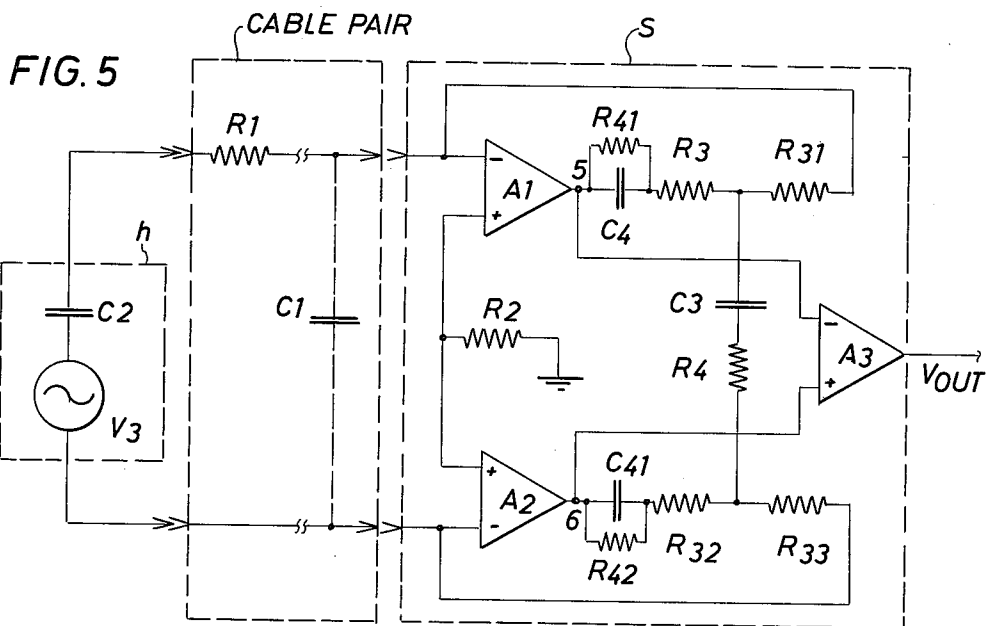 FIG. 5
CABLE PAIR
S
R1
R41
R3
R31
-
A1
5
+
C4
h
C2
C1
R2
C3
-
A3
R4
+
VOUT
V3
+
C41
A2
6
-
R32
R33
R42